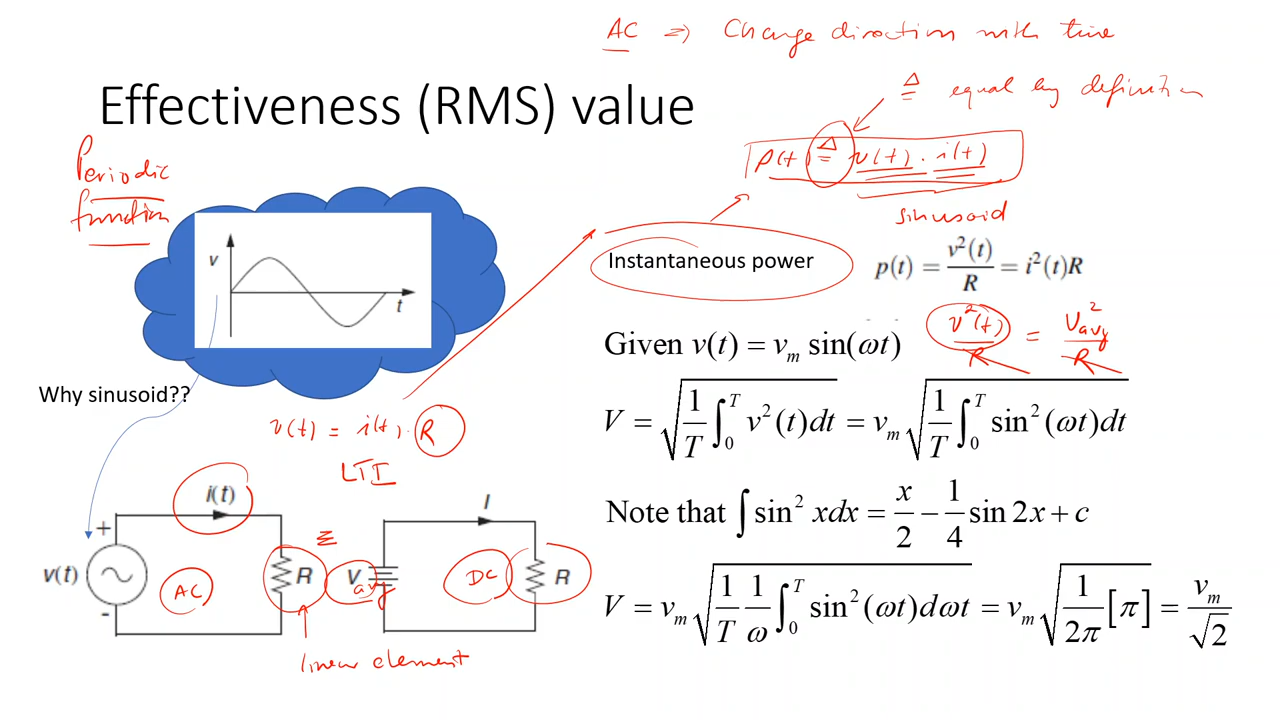 AC ⇒ Change direction with time
≜ equal by definition
Effectiveness (RMS) value
p(t) ≜ v(t) . i(t)
Periodic
function
sinusoid
v
t
Instantaneous power
p(t) = v²(t)/R = i²(t)R
Given v(t) = vₘ sin(ωt)
v²(t)/R = Vavg²/R
Why sinusoid??
v(t) = i(t) . R
V = √(1/T ∫₀ᵀ v²(t)dt) = vₘ √(1/T ∫₀ᵀ sin²(ωt)dt)
LTI
i(t)
I
Note that ∫sin² xdx = x/2 − 1/4 sin 2x + c
+
v(t)
-
AC
R
≡
V avg
DC
R
V = vₘ √(1/T 1/ω ∫₀ᵀ sin²(ωt)dωt) = vₘ √(1/2π [π]) = vₘ/√2
linear element